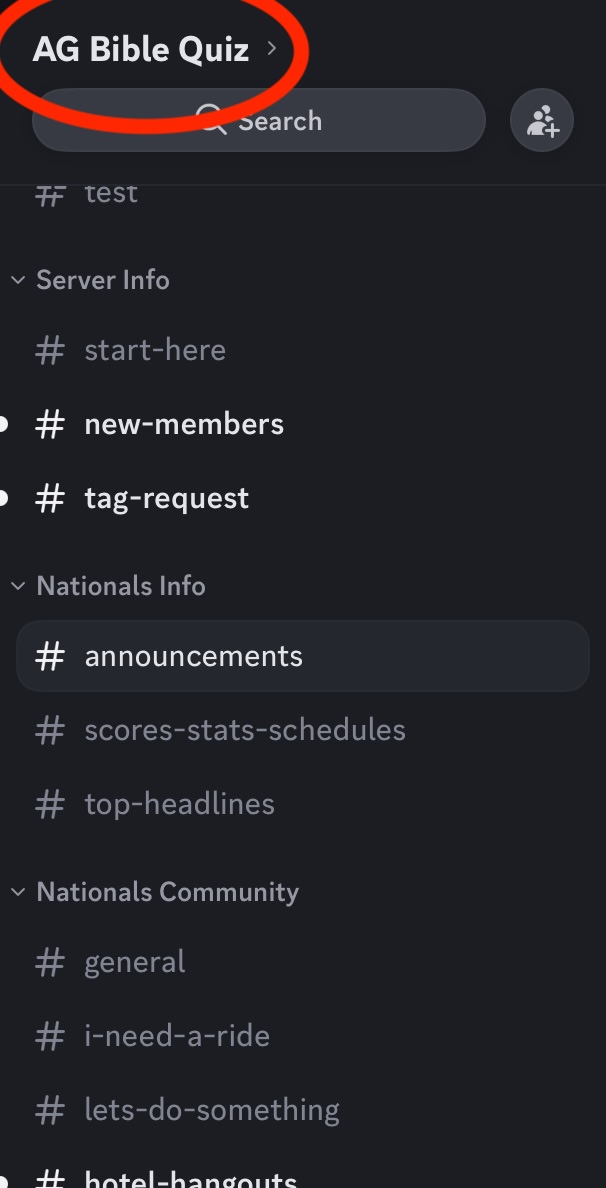 AG Bible Quiz
Search
# test
Server Info
# start-here
# new-members
# tag-request
Nationals Info
# announcements
# scores-stats-schedules
# top-headlines
Nationals Community
# general
# i-need-a-ride
# lets-do-something
# hotel-hangouts